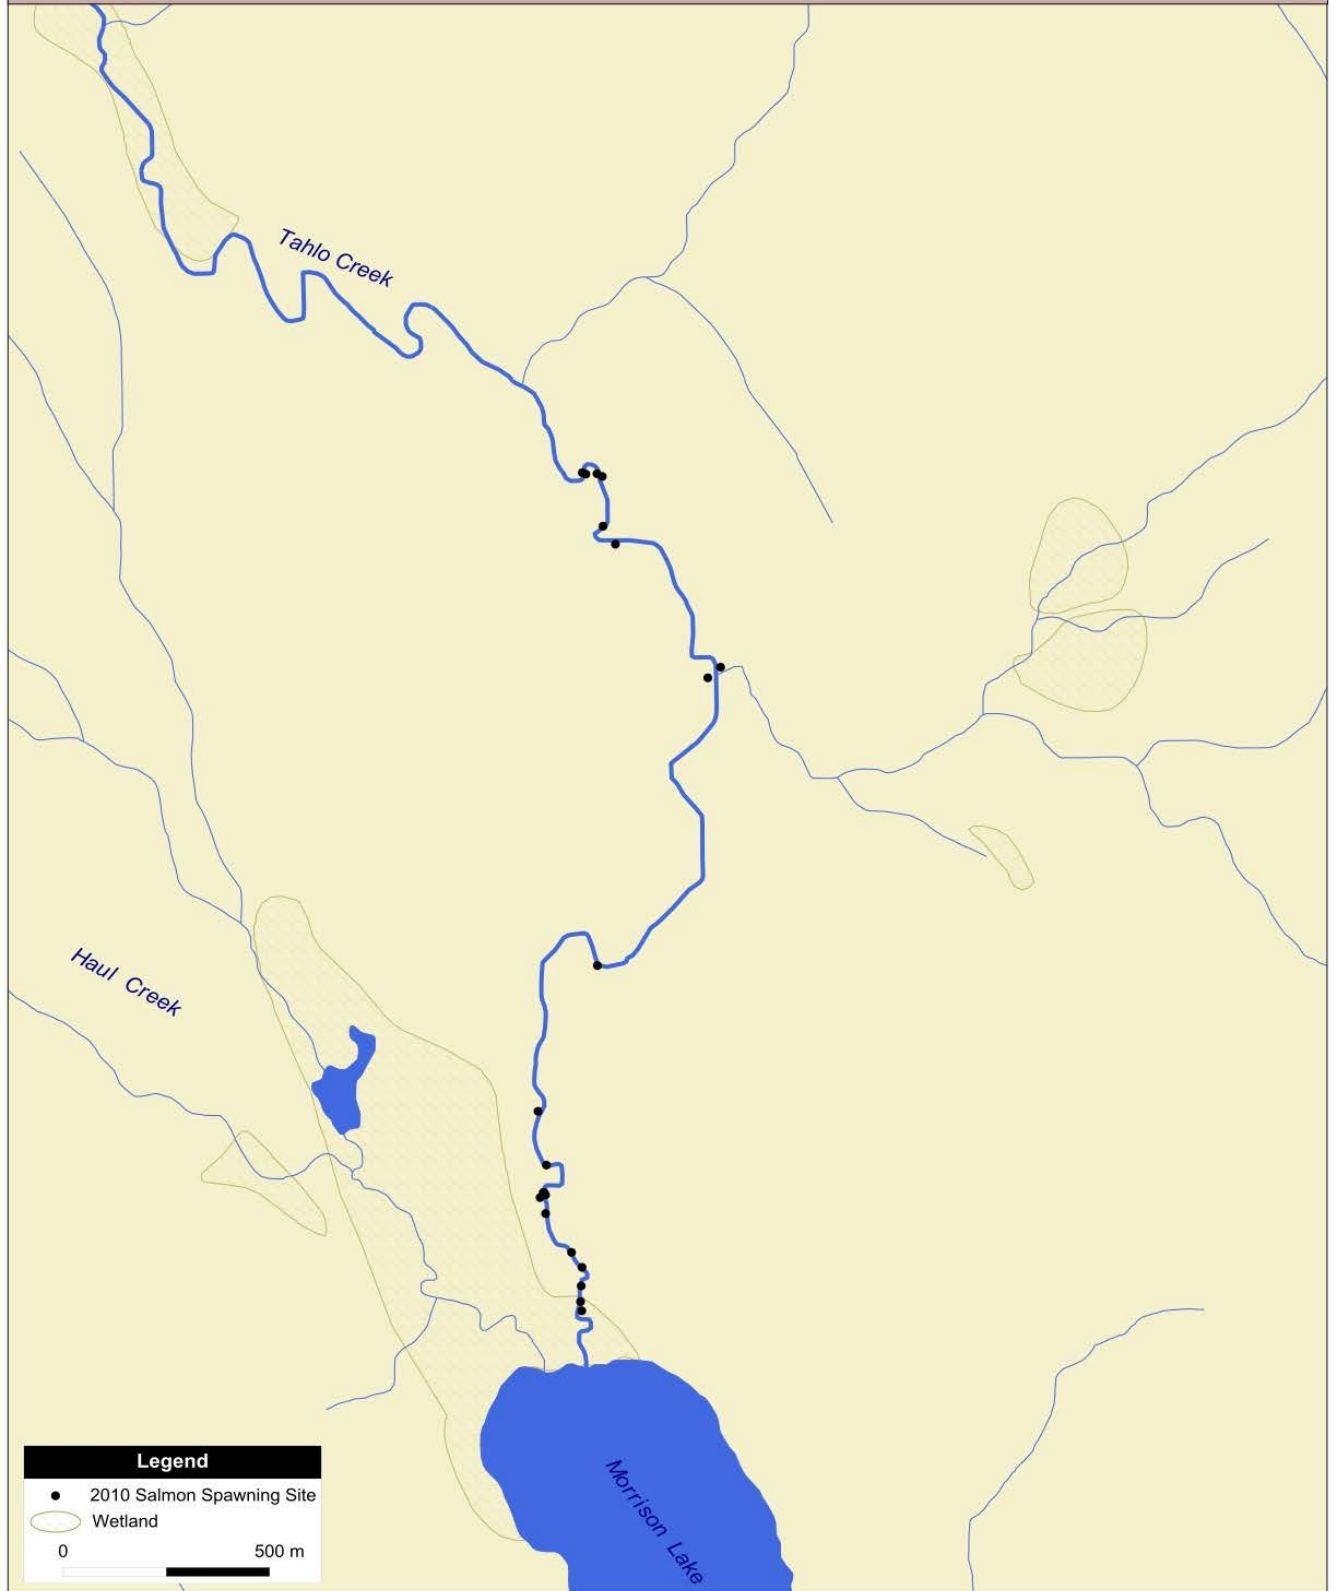 Tahlo Creek
Haul Creek
Morrison Lake
Legend
2010 Salmon Spawning Site
Wetland
0 500 m